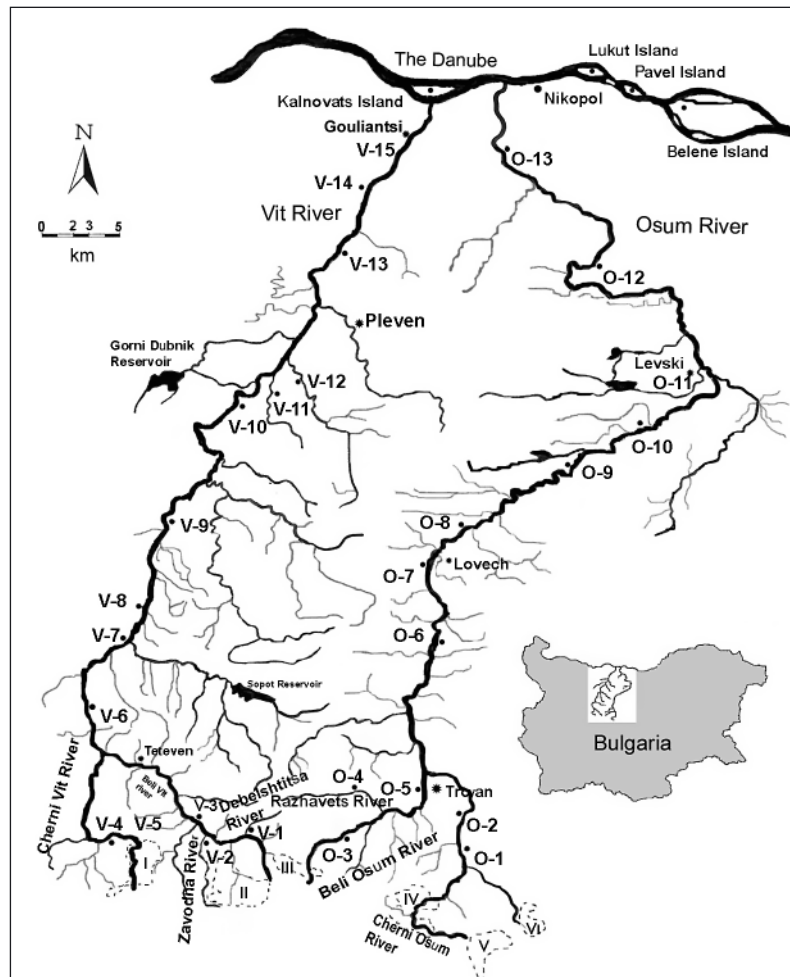 The Danube
Lukut Island
Pavel Island
Kalnovats Island
Nikopol
Gouliantsi
Belene Island
N
V-15
O-13
V-14
Vit River
Osum River
0 2 3 5
km
V-13
O-12
Pleven
Gorni Dubnik
Reservoir
Levski
O-11
V-12
V-11
V-10
O-10
O-9
V-9
O-8
Lovech
O-7
V-8
V-7
O-6
Sopot Reservoir
V-6
Bulgaria
Teteven
Cherni Vit River
Beli Vit
river
V-3
Debelshtitsa
River
O-4
Razhavets River
O-5
Troyan
V-4
V-5
V-1
O-2
V-2
O-3
O-1
Zavodna River
Beli Osum River
I
II
III
IV
V
VI
Cherni Osum
River